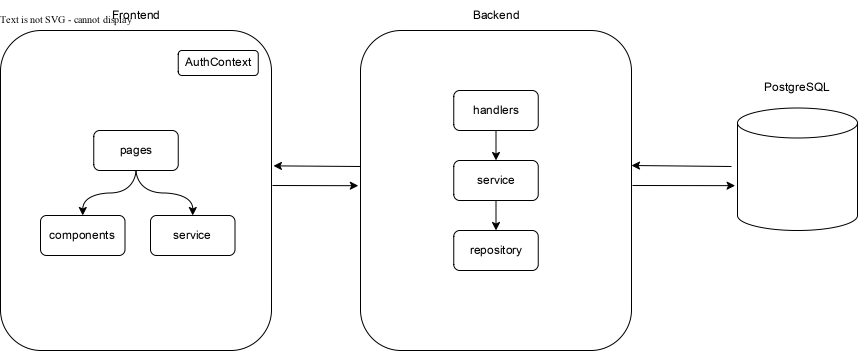 Frontend
Text is not SVG - cannot display
AuthContext
pages
components
service
Backend
handlers
service
repository
PostgreSQL